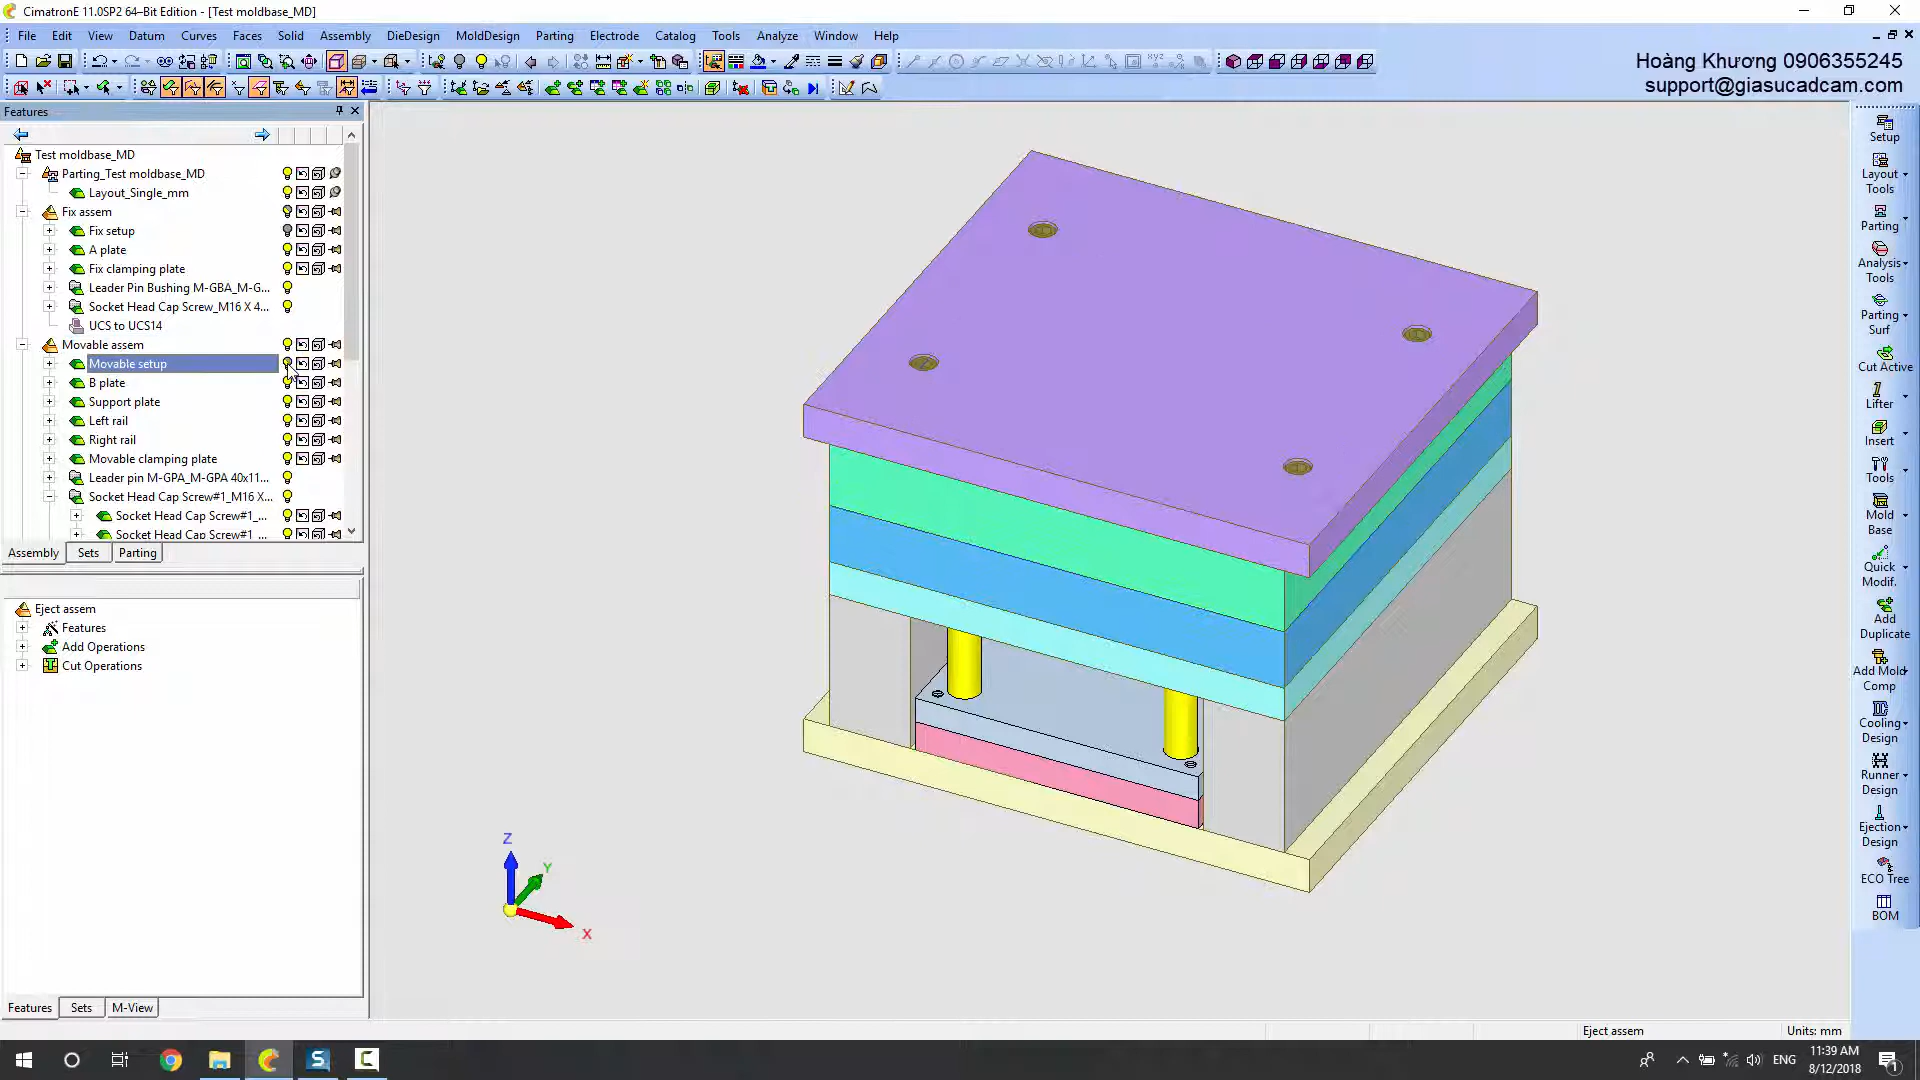 CimatronE 11.0SP2 64–Bit Edition - [Test moldbase_MD]
File Edit View Datum Curves Faces Solid Assembly DieDesign MoldDesign Parting Electrode Catalog Tools Analyze Window Help
Hoàng Khương 0906355245
support@giasucadcam.com
Features
Test moldbase_MD
Parting_Test moldbase_MD
Layout_Single_mm
Fix assem
Fix setup
A plate
Fix clamping plate
Leader Pin Bushing M-GBA_M-G...
Socket Head Cap Screw_M16 X 4...
UCS to UCS14
Movable assem
Movable setup
B plate
Support plate
Left rail
Right rail
Movable clamping plate
Leader pin M-GPA_M-GPA 40x11...
Socket Head Cap Screw#1_M16 X...
Socket Head Cap Screw#1_...
Socket Head Cap Screw#1_...
Assembly Sets Parting
Eject assem
Features
Add Operations
Cut Operations
Features Sets M-View
Z
Y
X
Setup
Layout
Tools
Parting
Analysis
Tools
Parting
Surf
Cut Active
Lifter
Insert
Tools
Mold
Base
Quick
Modif.
Add
Duplicate
Add Mold
Comp
Cooling
Design
Runner
Design
Ejection
Design
ECO Tree
BOM
Eject assem Units: mm
ENG
11:39 AM
8/12/2018